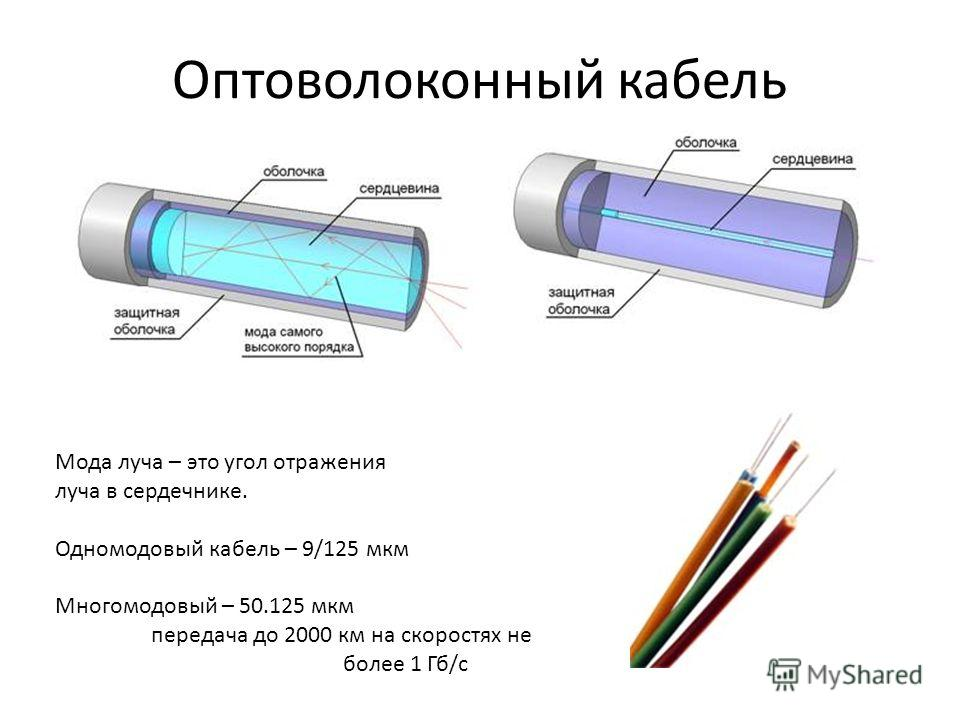 Оптоволоконный кабель
оболочка
сердцевина
защитная
оболочка
мода самого
высокого порядка
оболочка
сердцевина
защитная
оболочка
Мода луча – это угол отражения
луча в сердечнике.
Одномодовый кабель – 9/125 мкм
Многомодовый – 50.125 мкм
передача до 2000 км на скоростях не
более 1 Гб/с
MyShared